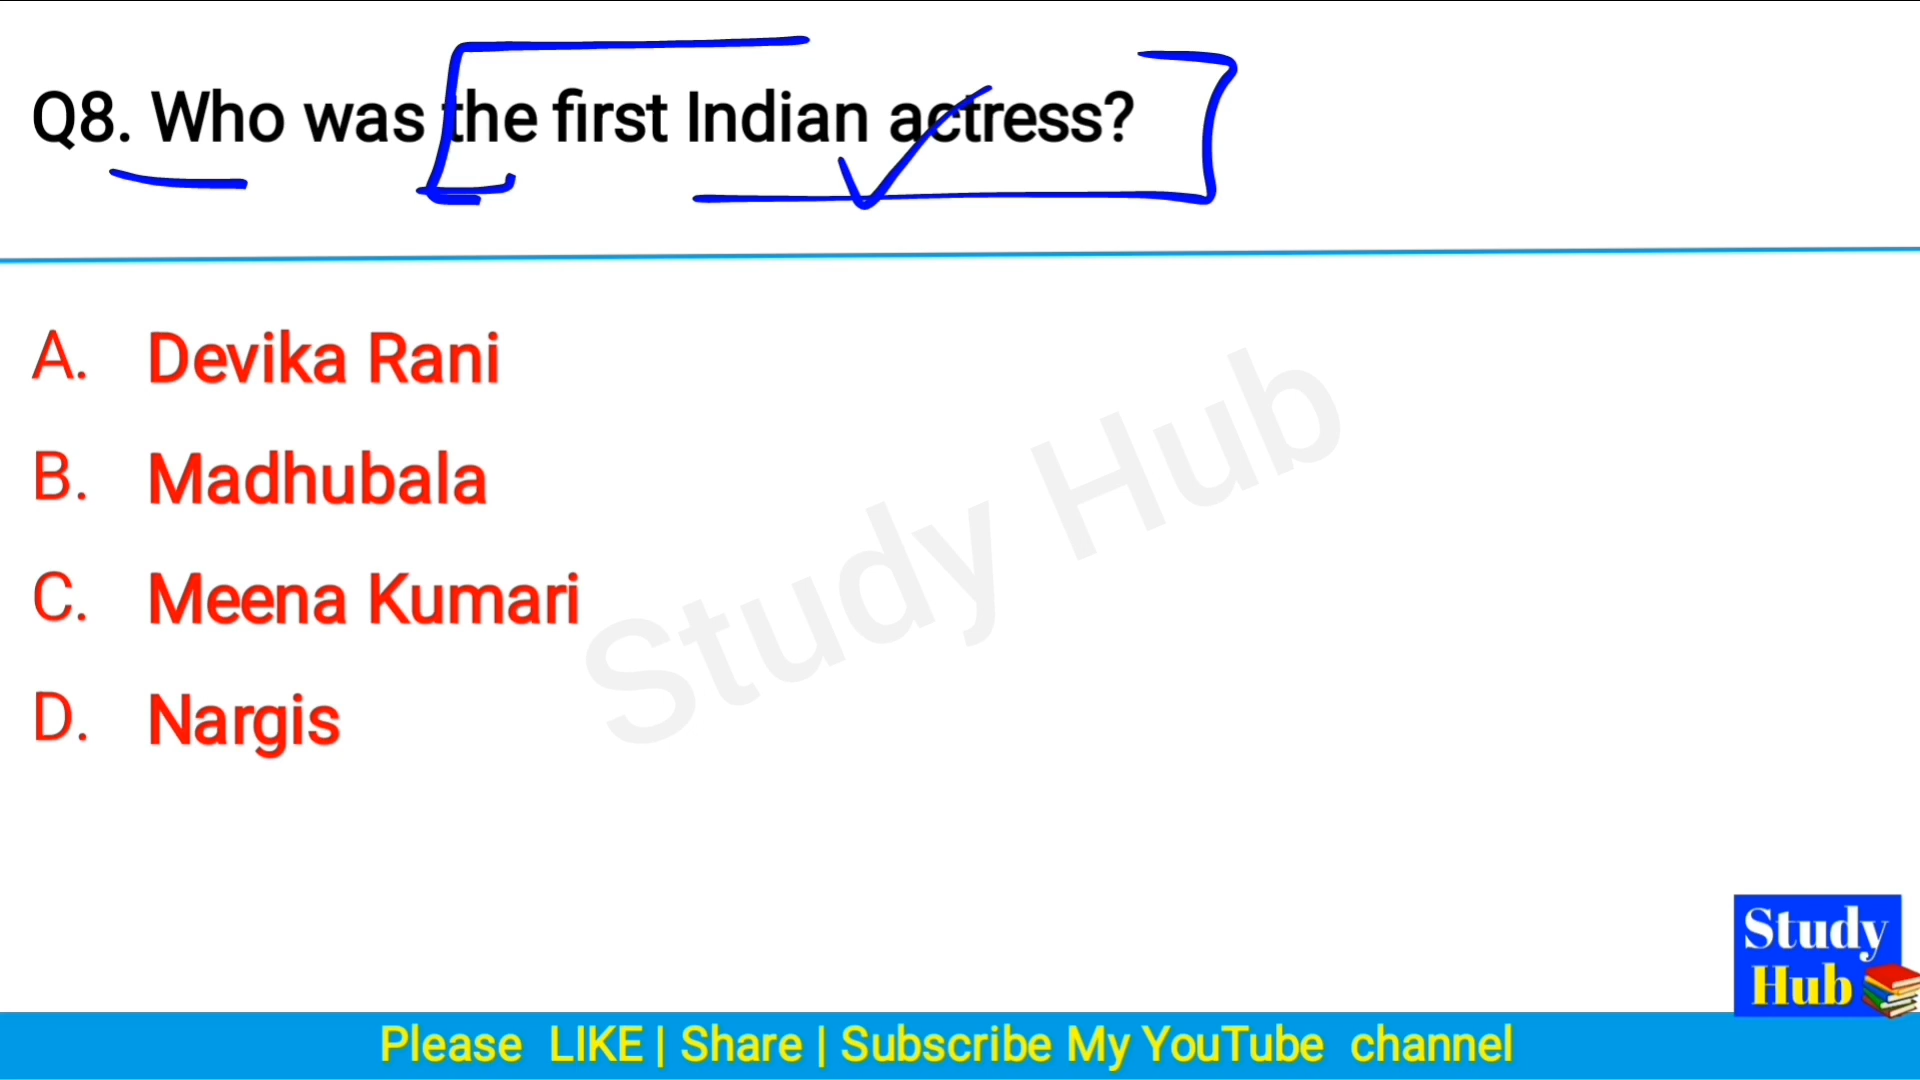 Q8. Who was the first Indian actress?
A. Devika Rani
B. Madhubala
C. Meena Kumari
D. Nargis
Study Hub
Study
Hub
Please LIKE | Share | Subscribe My YouTube channel